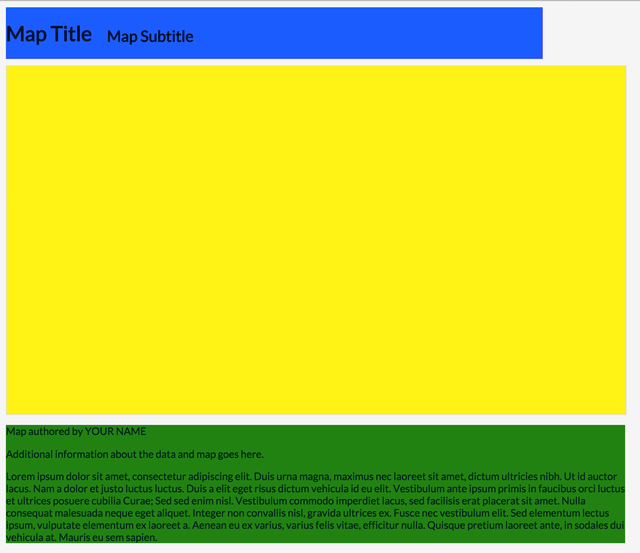 Map Title Map Subtitle
Map authored by YOUR NAME
Additional information about the data and map goes here.
Lorem ipsum dolor sit amet, consectetur adipiscing elit. Duis urna magna, maximus nec laoreet sit amet, dictum ultricies nibh. Ut id auctor
lacus. Nam a dolor et justo luctus luctus. Duis a elit eget risus dictum vehicula id eu elit. Vestibulum ante ipsum primis in faucibus orci luctus
et ultrices posuere cubilia Curae; Sed sed enim nisl. Vestibulum commodo imperdiet lacus, sed facilisis erat placerat sit amet. Nulla
consequat malesuada neque eget aliquet. Integer non convallis nisl, gravida ultrices ex. Fusce nec vestibulum elit. Sed elementum lectus
ipsum, vulputate elementum ex laoreet a. Aenean eu ex varius, varius felis vitae, efficitur nulla. Quisque pretium laoreet ante, in sodales dui
vehicula at. Mauris eu sem sapien.